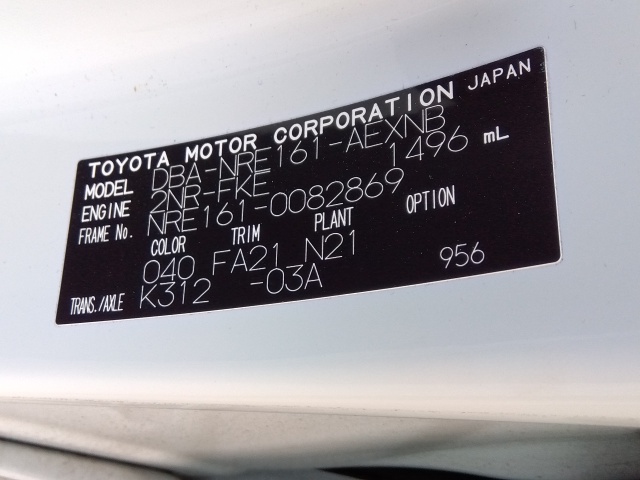 TOYOTA MOTOR CORPORATION JAPAN
MODEL DBA-NRE161-AEXNB
ENGINE 2NR-FKE 1496 mL
FRAME No. NRE161-0082869
COLOR TRIM PLANT OPTION
040 FA21 N21
TRANS./AXLE K312 -03A 956